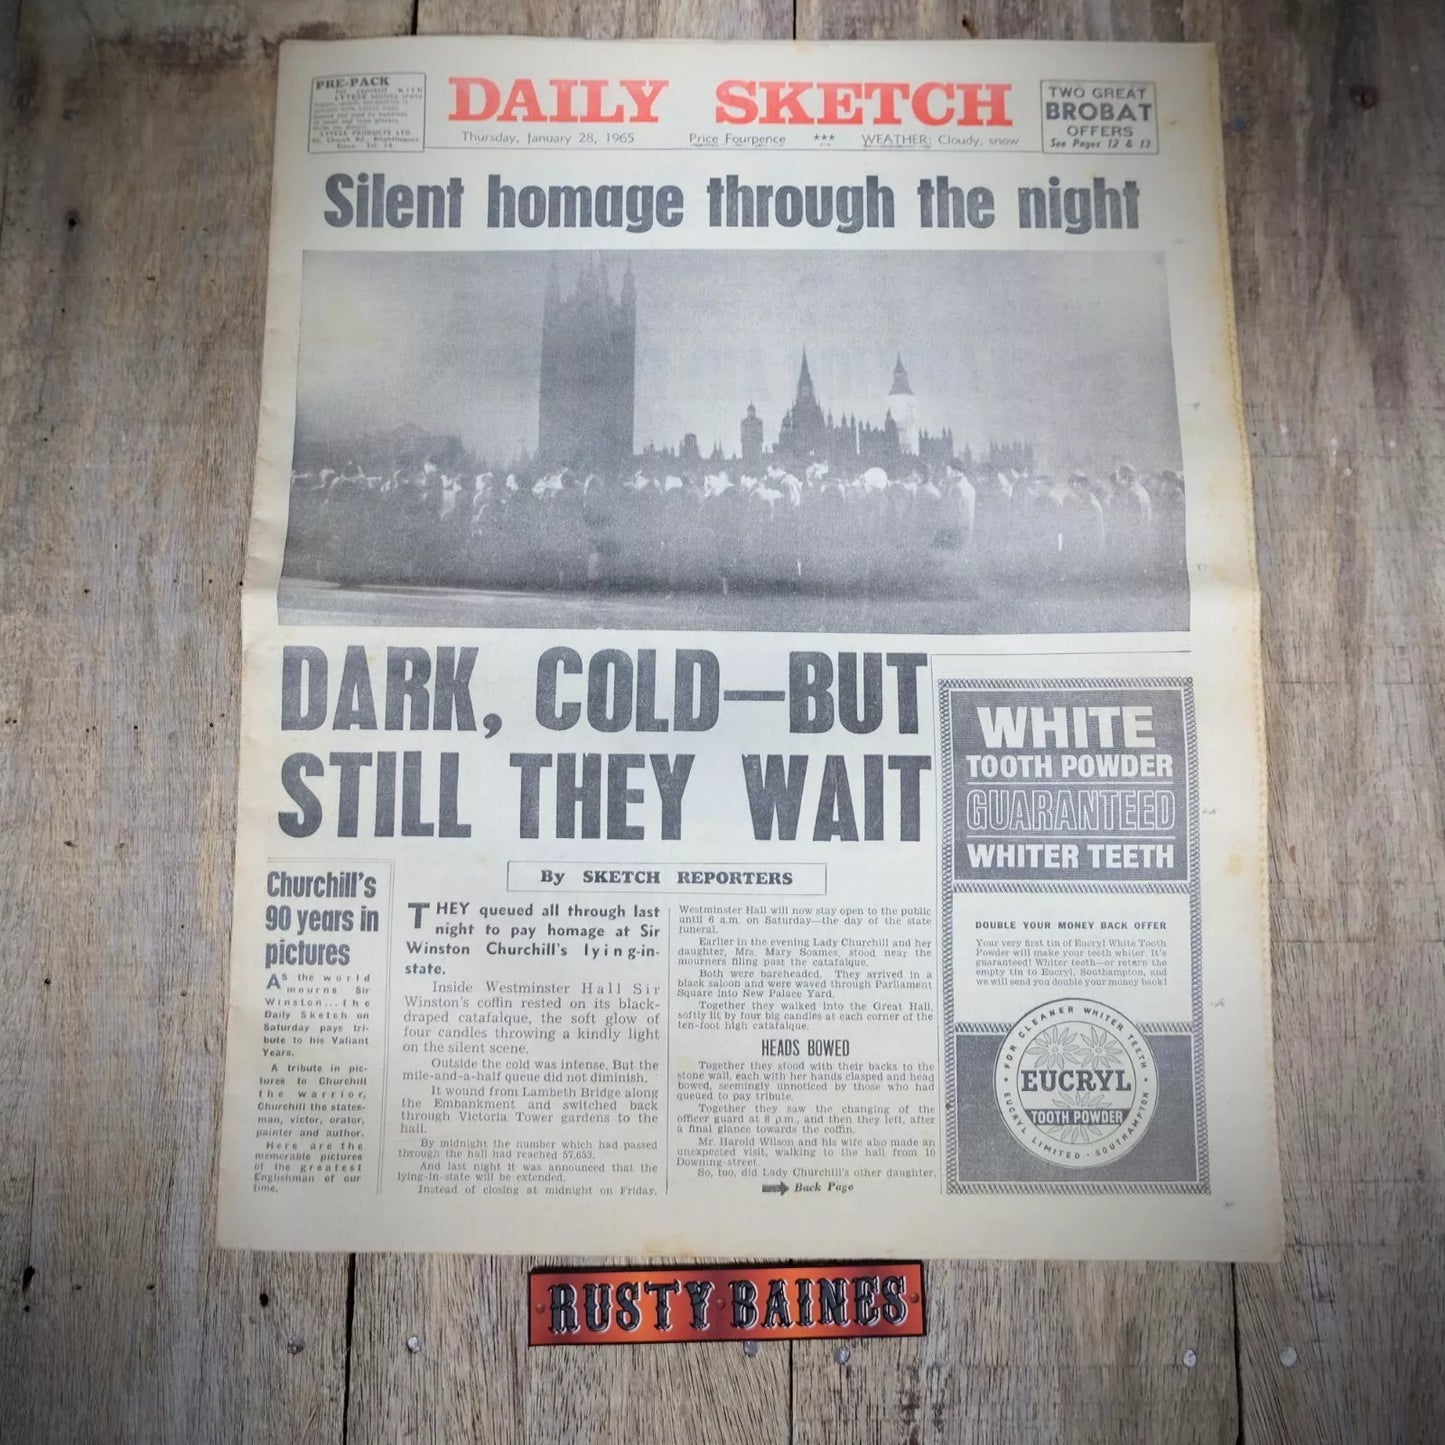 PRE-PACK
LYTEZE PRODUCTS LTD.
DAILY SKETCH
Thursday, January 28, 1965
Price Fourpence
***
WEATHER: Cloudy, snow
TWO GREAT
BROBAT
OFFERS
See Pages 12 & 13
Silent homage through the night
DARK, COLD—BUT
STILL THEY WAIT
Churchill's
90 years in
pictures
AS the world
mourns Sir
Winston...the
Daily Sketch on
Saturday pays tri-
bute to his Valiant
Years.
A tribute in pic-
tures to Churchill
the warrior,
Churchill the states-
man, victor, orator,
painter and author.
Here are the
memorable pictures
of the greatest
Englishman of our
time.
By SKETCH REPORTERS
THEY queued all through last
night to pay homage at Sir
Winston Churchill's lying-in-
state.
Inside Westminster Hall Sir
Winston's coffin rested on its black-
draped catafalque, the soft glow of
four candles throwing a kindly light
on the silent scene.
Outside the cold was intense. But the
mile-and-a-half queue did not diminish.
It wound from Lambeth Bridge along
the Embankment and switched back
through Victoria Tower gardens to the
hall.
By midnight the number which had passed
through the hall had reached 57,653.
And last night it was announced that the
lying-in-state will be extended.
Instead of closing at midnight on Friday,
Westminster Hall will now stay open to the public
until 6 a.m. on Saturday—the day of the state
funeral.
Earlier in the evening Lady Churchill and her
daughter, Mrs. Mary Soames, stood near the
mourners filing past the catafalque.
Both were bareheaded. They arrived in a
black saloon and were waved through Parliament
Square into New Palace Yard.
Together they walked into the Great Hall,
softly lit by four big candles at each corner of the
ten-foot high catafalque.
HEADS BOWED
Together they stood with their backs to the
stone wall, each with her hands clasped and head
bowed, seemingly unnoticed by those who had
queued to pay tribute.
Together they saw the changing of the
officer guard at 8 p.m., and then they left, after
a final glance towards the coffin.
Mr. Harold Wilson and his wife also made an
unexpected visit, walking to the hall from 10
Downing-street.
So, too, did Lady Churchill's other daughter,
Back Page
WHITE
TOOTH POWDER
GUARANTEED
WHITER TEETH
DOUBLE YOUR MONEY BACK OFFER
Your very first tin of Eucryl White Tooth
Powder will make your teeth whiter. It's
guaranteed! Whiter teeth—or return the
empty tin to Eucryl, Southampton, and
we will send you double your money back!
FOR CLEANER WHITER TEETH
EUCRYL
TOOTH POWDER
EUCRYL LIMITED · SOUTHAMPTON
RUSTY BAINES